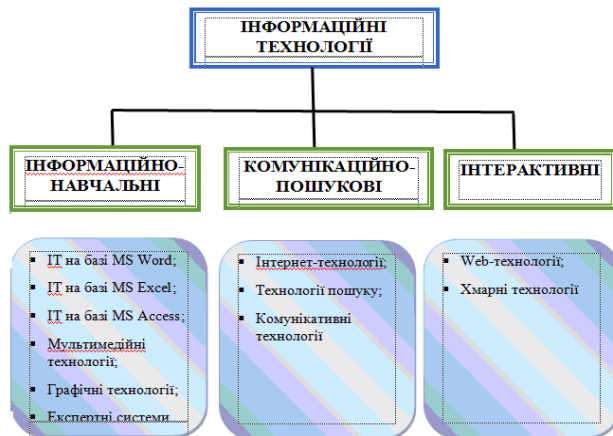 ІНФОРМАЦІЙНІ
ТЕХНОЛОГІЇ
ІНФОРМАЦІЙНО-
НАВЧАЛЬНІ
КОМУНІКАЦІЙНО-
ПОШУКОВІ
ІНТЕРАКТИВНІ
▪ ІТ на базі MS Word;
▪ ІТ на базі MS Excel;
▪ ІТ на базі MS Access;
▪ Мультимедійні
технології;
▪ Графічні технології;
▪ Експертні системи
▪ Інтернет-технології;
▪ Технології пошуку;
▪ Комунікативні
технології
▪ Web-технології;
▪ Хмарні технології